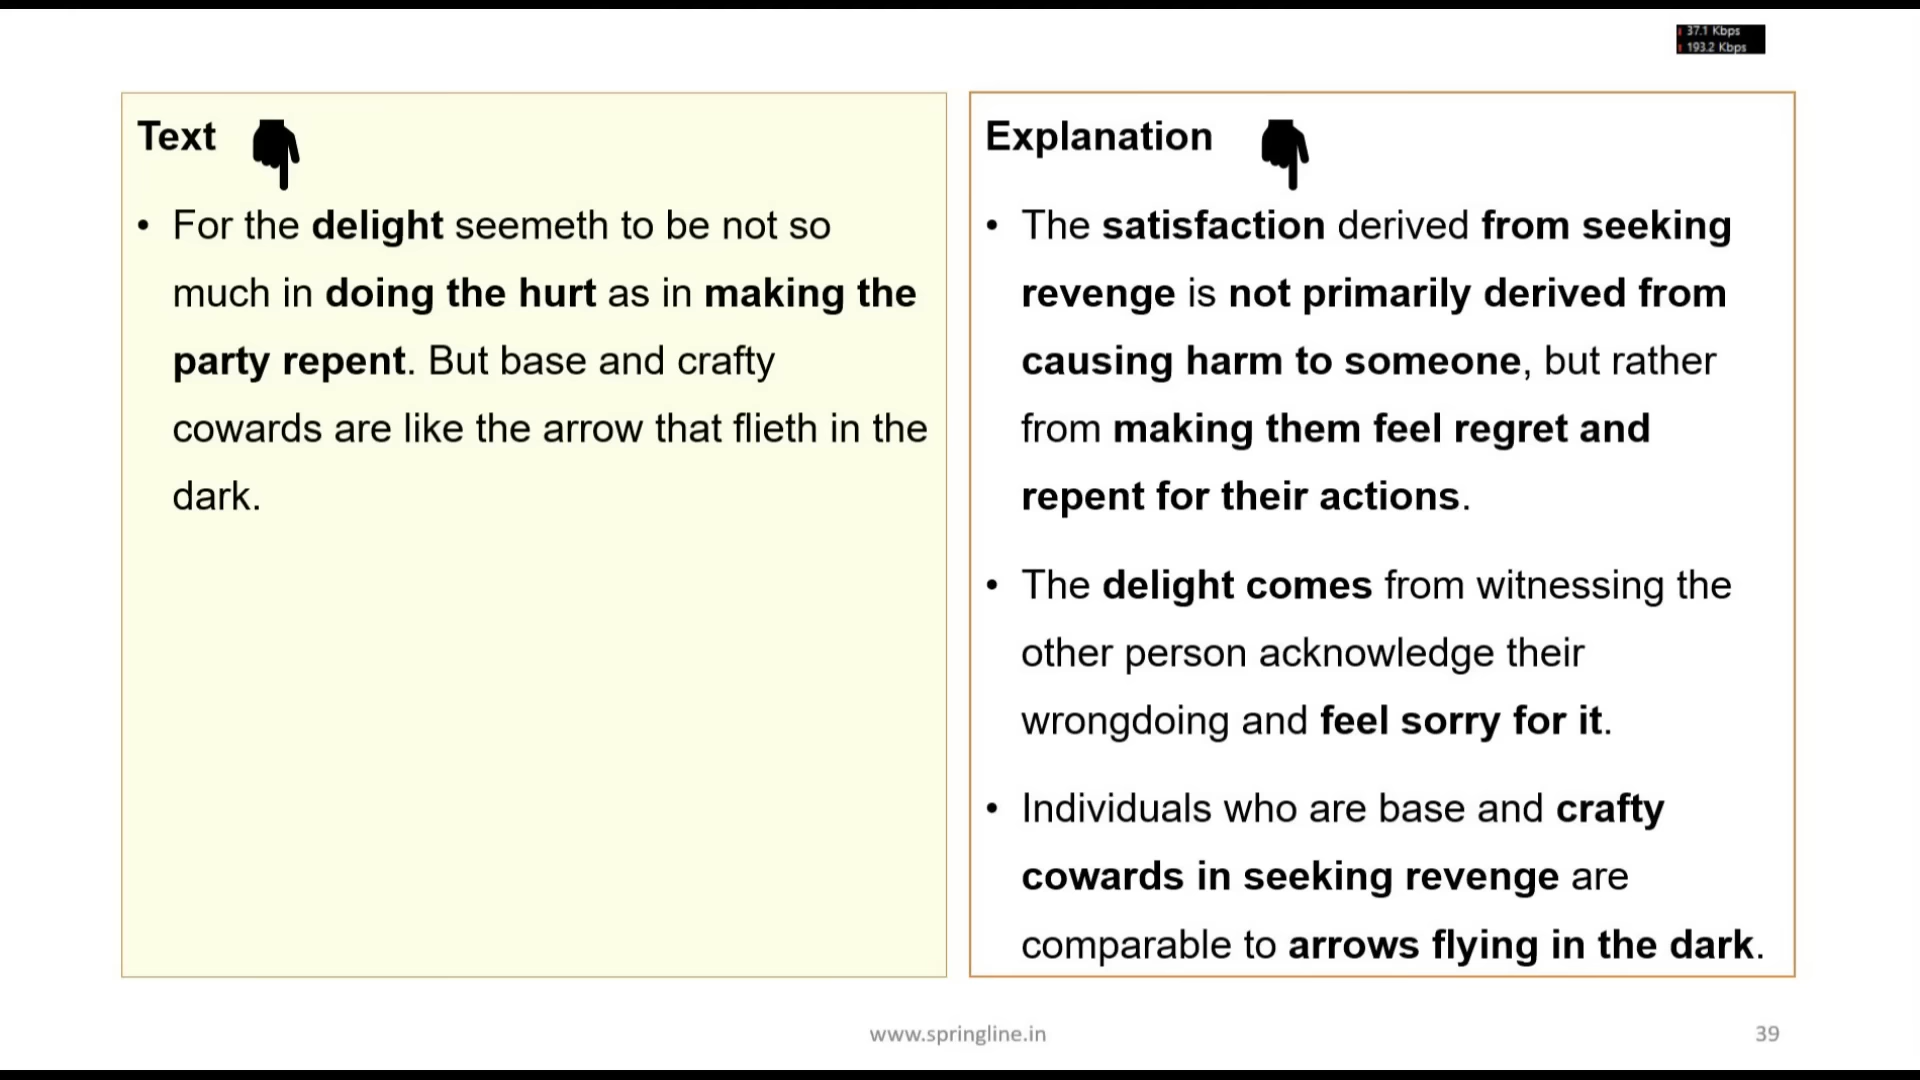 37.1 Kbps
193.2 Kbps
Text
• For the delight seemeth to be not so
much in doing the hurt as in making the
party repent. But base and crafty
cowards are like the arrow that flieth in the
dark.
Explanation
• The satisfaction derived from seeking
revenge is not primarily derived from
causing harm to someone, but rather
from making them feel regret and
repent for their actions.
• The delight comes from witnessing the
other person acknowledge their
wrongdoing and feel sorry for it.
• Individuals who are base and crafty
cowards in seeking revenge are
comparable to arrows flying in the dark.
www.springline.in
39